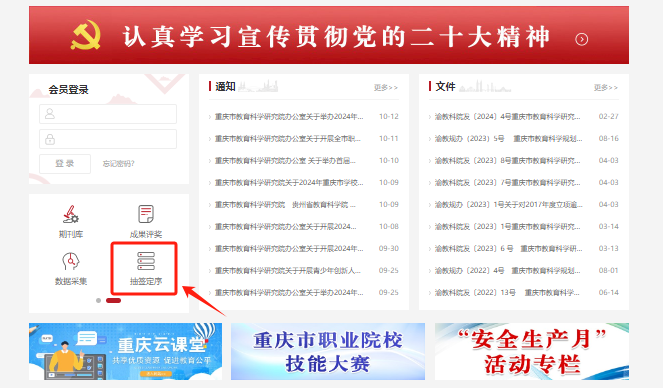 认真学习宣传贯彻党的二十大精神
会员登录
登 录
忘记密码?
期刊库
成果评奖
数据采集
抽签定序
通知
更多>>
重庆市教育科学研究院办公室关于举办2024年... 10-12
重庆市教育科学研究院办公室关于开展全市职... 10-11
重庆市教育科学研究院办公室 关于举办首届... 10-10
重庆市教育科学研究院关于2024年重庆市学校... 10-09
重庆市教育科学研究院 贵州省教育科学院 ... 10-09
重庆市教育科学研究院办公室关于开展2024... 10-08
重庆市教育科学研究院办公室关于开展2024年... 09-30
重庆市教育科学研究院关于开展青少年创新人... 09-25
重庆市教育科学研究院办公室关于举办2024年... 09-25
文件
更多>>
渝教科院发〔2024〕4号重庆市教育科学研究... 02-27
渝教规办（2023）5号 重庆市教育科学规划... 08-16
渝教科院发〔2023〕8号重庆市教育科学研究... 04-03
渝教科院发〔2023〕7号重庆市教育科学研究... 04-03
渝教规办〔2023〕1号关于对2017年度立项逾... 04-03
渝教科院发〔2023〕1号重庆市教育科学研究... 03-14
渝教科院发〔2023〕6 号 重庆市教育科学研... 03-13
渝教规办〔2022〕4号 重庆市教育科学规划... 08-01
渝教科院发〔2022〕13号 重庆市教育科学... 06-14
重庆云课堂
共享优质资源 促进教育公平
重庆市职业院校
技能大赛
“安全生产月”
活动专栏